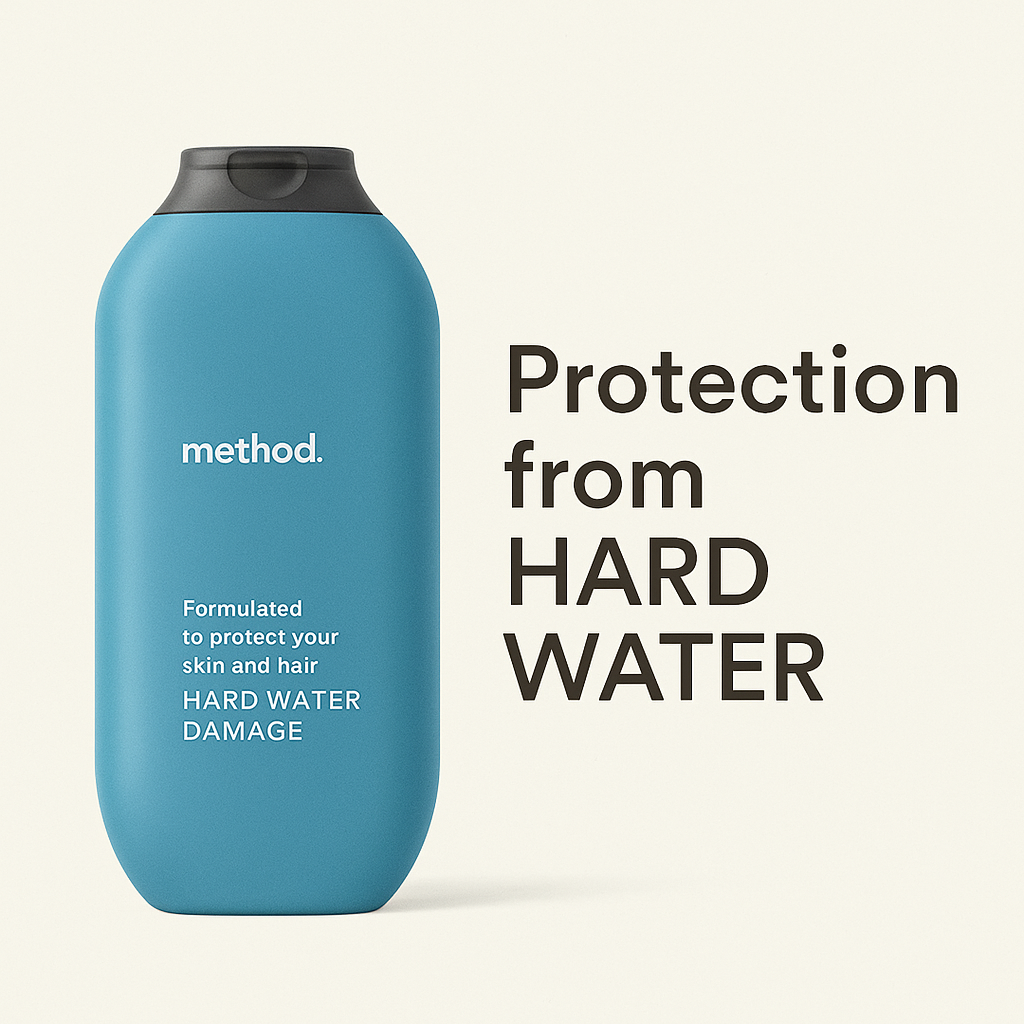 method.
Formulated
to protect your
skin and hair
HARD WATER
DAMAGE
Protection
from
HARD
WATER